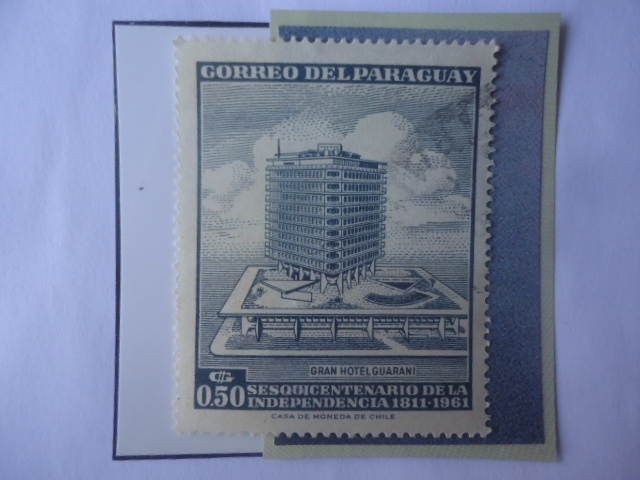 CORREO DEL PARAGUAY
GRAN HOTEL GUARANI
0.50 SESQUICENTENARIO DE LA
INDEPENDENCIA 1811-1961
CASA DE MONEDA DE CHILE